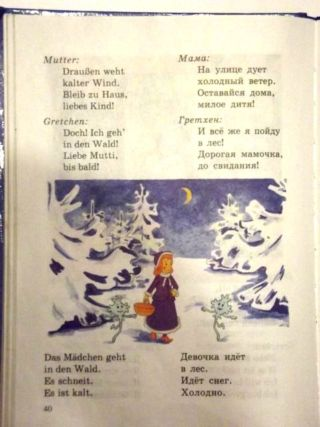 Mutter:
Draußen weht
kalter Wind.
Bleib zu Haus,
liebes Kind!
Gretchen:
Doch! Ich geh'
in den Wald!
Liebe Mutti,
bis bald!
Мама:
На улице дует
холодный ветер.
Оставайся дома,
милое дитя!
Гретхен:
И всё же я пойду
в лес!
Дорогая мамочка,
до свидания!
Das Mädchen geht
in den Wald.
Es schneit.
Es ist kalt.
Девочка идёт
в лес.
Идёт снег.
Холодно.
40